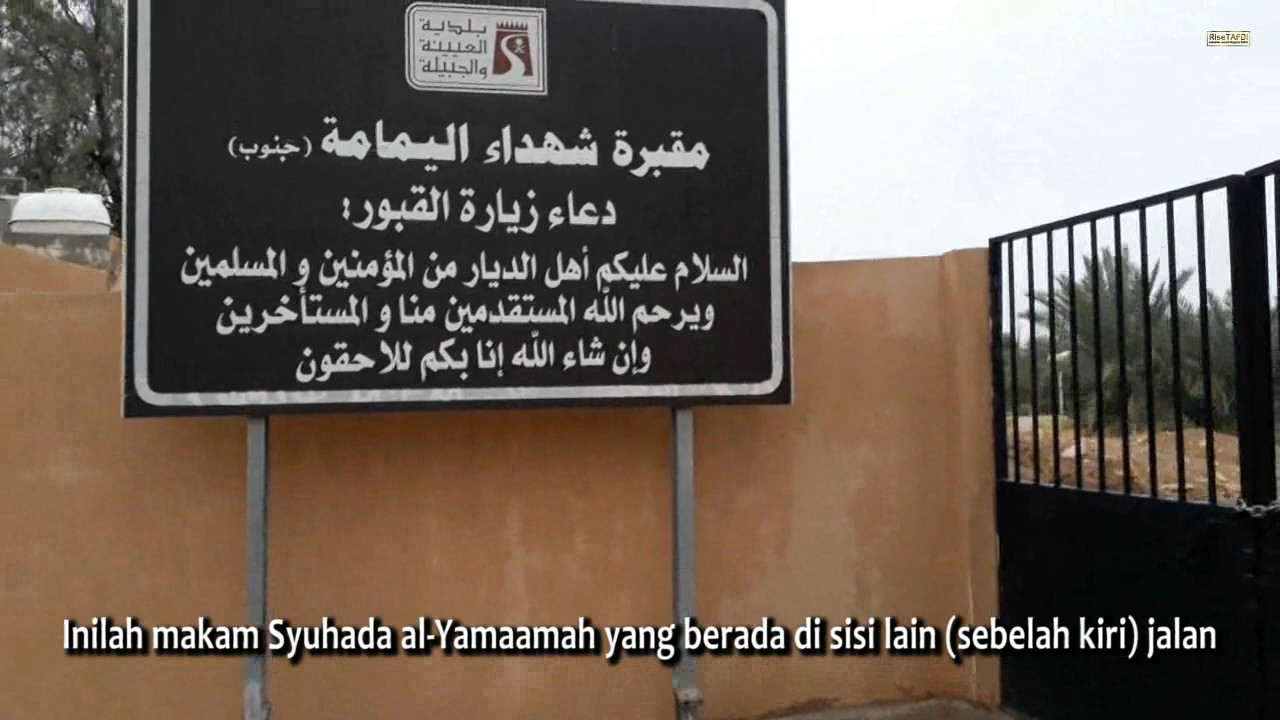 بلدية
العيينة
والجبيلة
RiseTAFDI
مقبرة شهداء اليمامة (جنوب)
دعاء زيارة القبور:
السلام عليكم أهل الديار من المؤمنين و المسلمين
ويرحم الله المستقدمين منا و المستأخرين
وإن شاء الله إنا بكم للاحقون
Inilah makam Syuhada al-Yamaamah yang berada di sisi lain (sebelah kiri) jalan